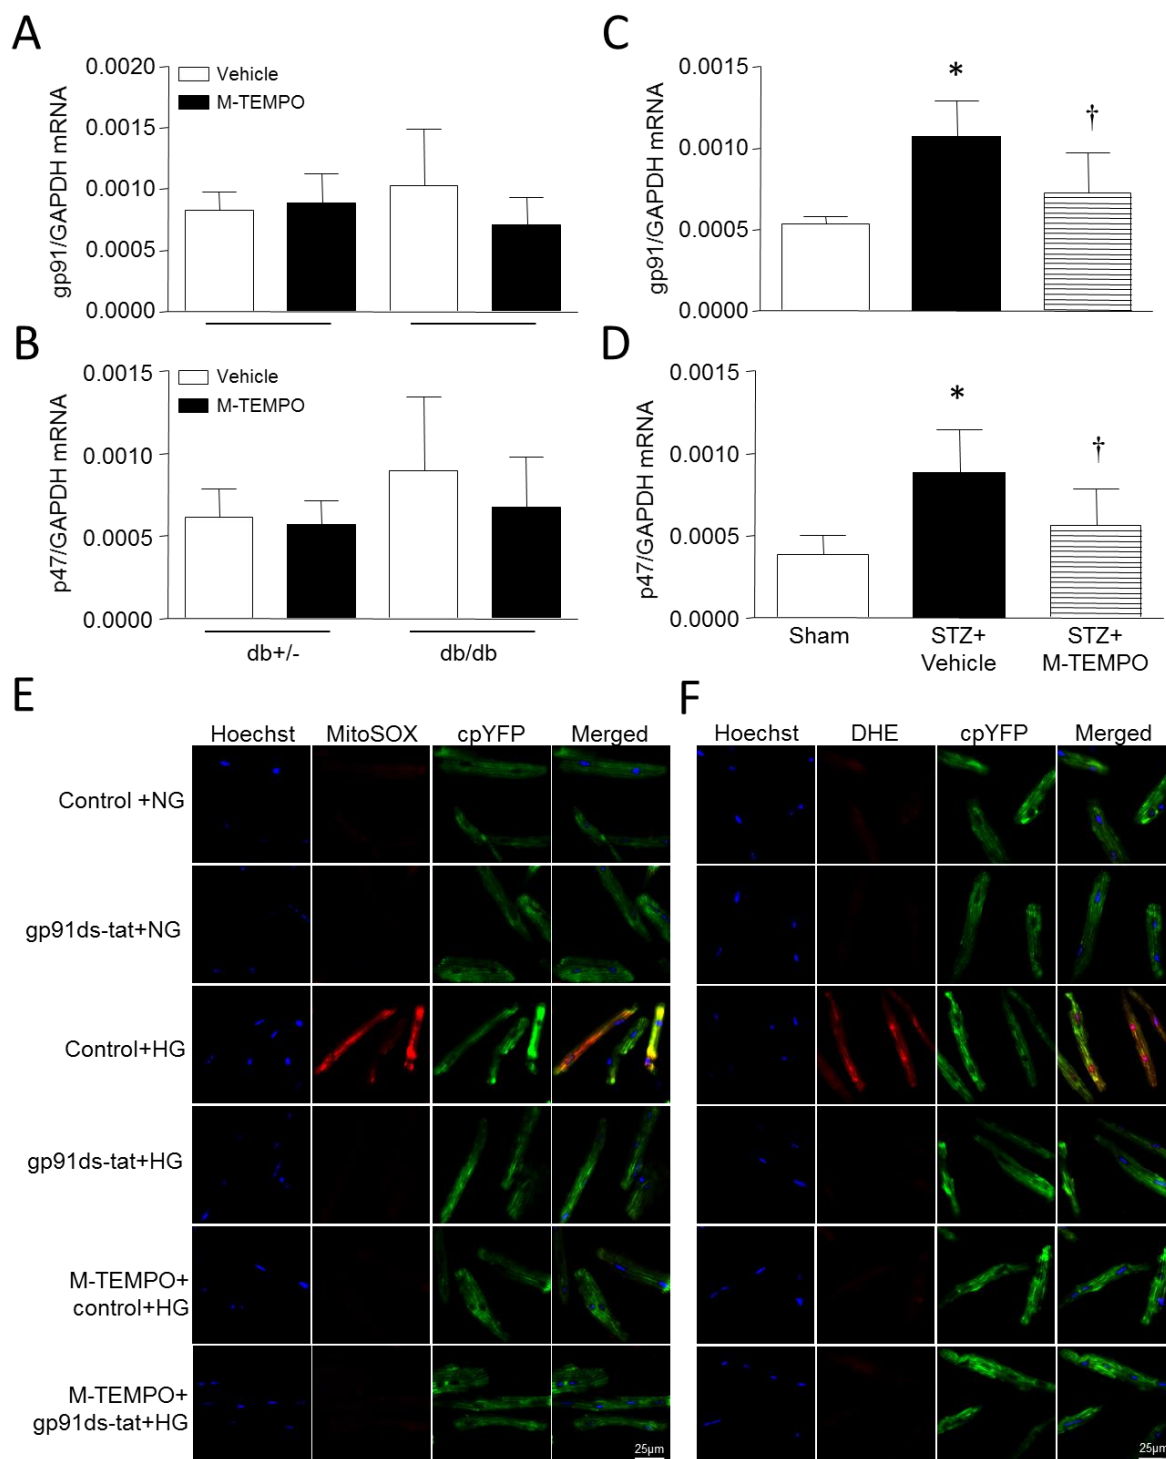 A
0.0020
0.0015
0.0010
0.0005
0.0000
gp91/GAPDH mRNA
Vehicle
M-TEMPO
C
0.0015
0.0010
0.0005
0.0000
gp91/GAPDH mRNA
*
†
B
0.0015
0.0010
0.0005
0.0000
p47/GAPDH mRNA
Vehicle
M-TEMPO
db+/-
db/db
D
0.0015
0.0010
0.0005
0.0000
p47/GAPDH mRNA
*
†
Sham
STZ+
Vehicle
STZ+
M-TEMPO
E
Hoechst MitoSOX cpYFP Merged
Control +NG
gp91ds-tat+NG
Control+HG
gp91ds-tat+HG
M-TEMPO+
control+HG
M-TEMPO+
gp91ds-tat+HG
25μm
F
Hoechst DHE cpYFP Merged
25μm